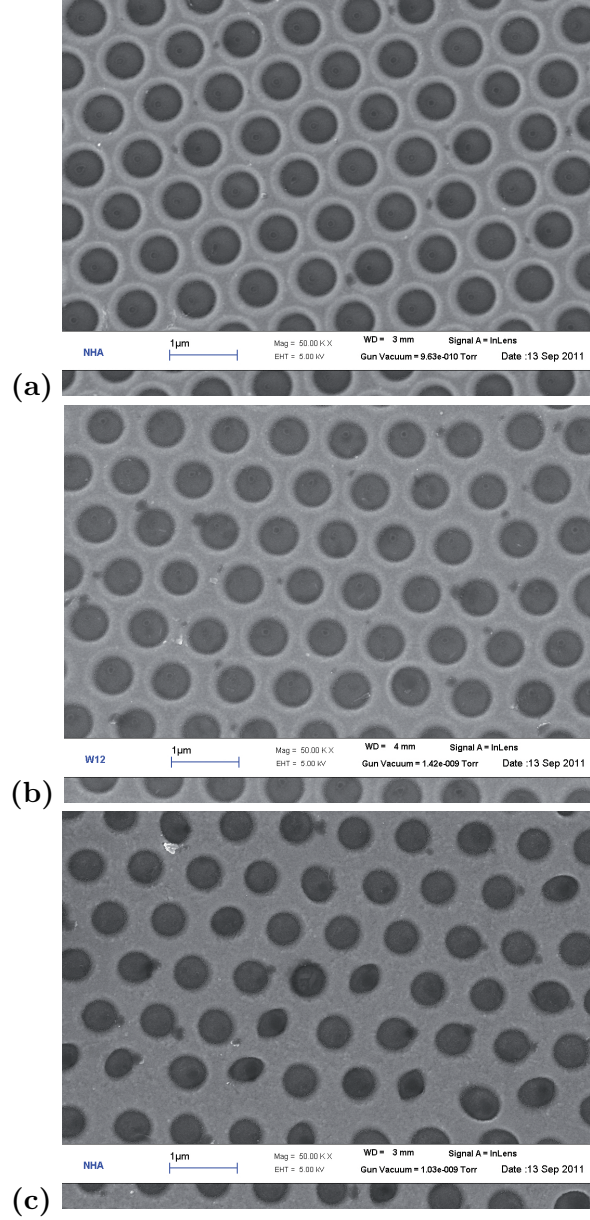 1µm
Mag = 50.00 K X
WD = 3 mm
Signal A = InLens
NHA
EHT = 5.00 kV
Gun Vacuum = 9.63e-010 Torr
Date :13 Sep 2011
(a)
1µm
Mag = 50.00 K X
WD = 4 mm
Signal A = InLens
W12
EHT = 5.00 kV
Gun Vacuum = 1.42e-009 Torr
Date :13 Sep 2011
(b)
1µm
Mag = 50.00 K X
WD = 3 mm
Signal A = InLens
NHA
EHT = 5.00 kV
Gun Vacuum = 1.03e-009 Torr
Date :13 Sep 2011
(c)